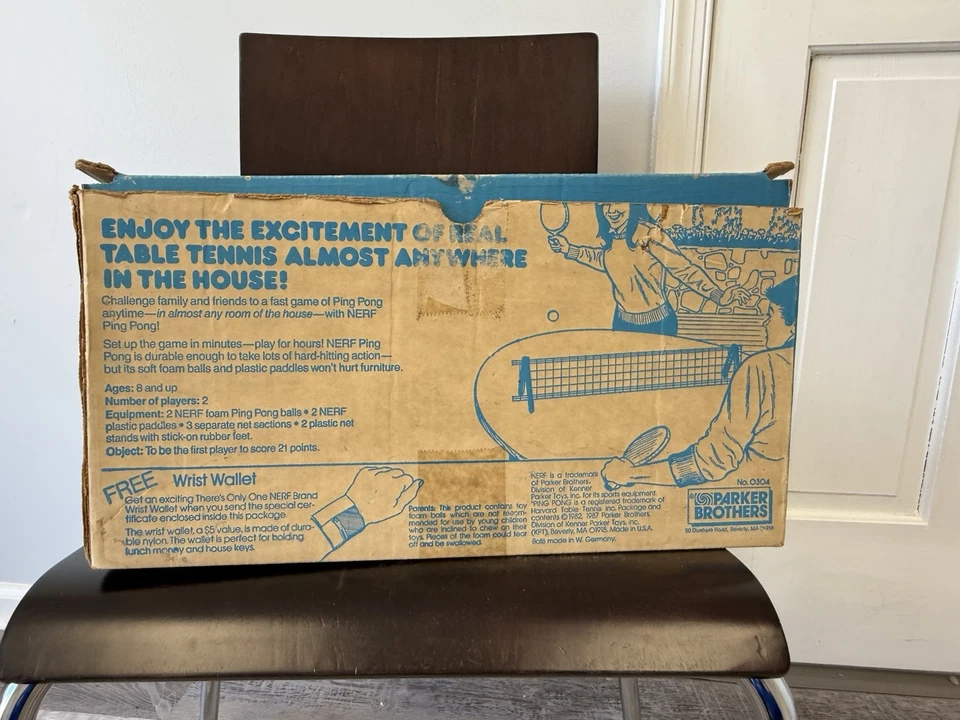 ENJOY THE EXCITEMENT OF REAL
TABLE TENNIS ALMOST ANYWHERE
IN THE HOUSE!
Challenge family and friends to a fast game of Ping Pong
anytime—in almost any room of the house—with NERF
Ping Pong!
Set up the game in minutes—play for hours! NERF Ping
Pong is durable enough to take lots of hard-hitting action—
but its soft foam balls and plastic paddles won't hurt furniture.
Ages: 8 and up
Number of players: 2
Equipment: 2 NERF foam Ping Pong balls • 2 NERF
plastic paddles • 3 separate net sections • 2 plastic net
stands with stick-on rubber feet.
Object: To be the first player to score 21 points.
FREE Wrist Wallet
Get an exciting There's Only One NERF Brand
Wrist Wallet when you send the special cer-
tificate enclosed inside this package.
The wrist wallet, a $5 value, is made of dura-
ble nylon. The wallet is perfect for holding
lunch money and house keys.
Parents: This product contains toy
foam balls which are not recom-
mended for use by young children
who are inclined to chew on their
toys. Pieces of the foam could tear
off and be swallowed.
NERF is a trademark
of Parker Brothers,
Division of Kenner
Parker Toys, Inc. for its sports equipment.
"PING PONG" is a registered trademark of
Harvard Table Tennis Inc. Package and
contents ©1982, 1987 Parker Brothers,
Division of Kenner Parker Toys, Inc.
(KPT), Beverly, MA 01915. Made in U.S.A.
Balls made in W. Germany.
No. 0304
PARKER
BROTHERS
50 Dunham Road, Beverly, MA 01915